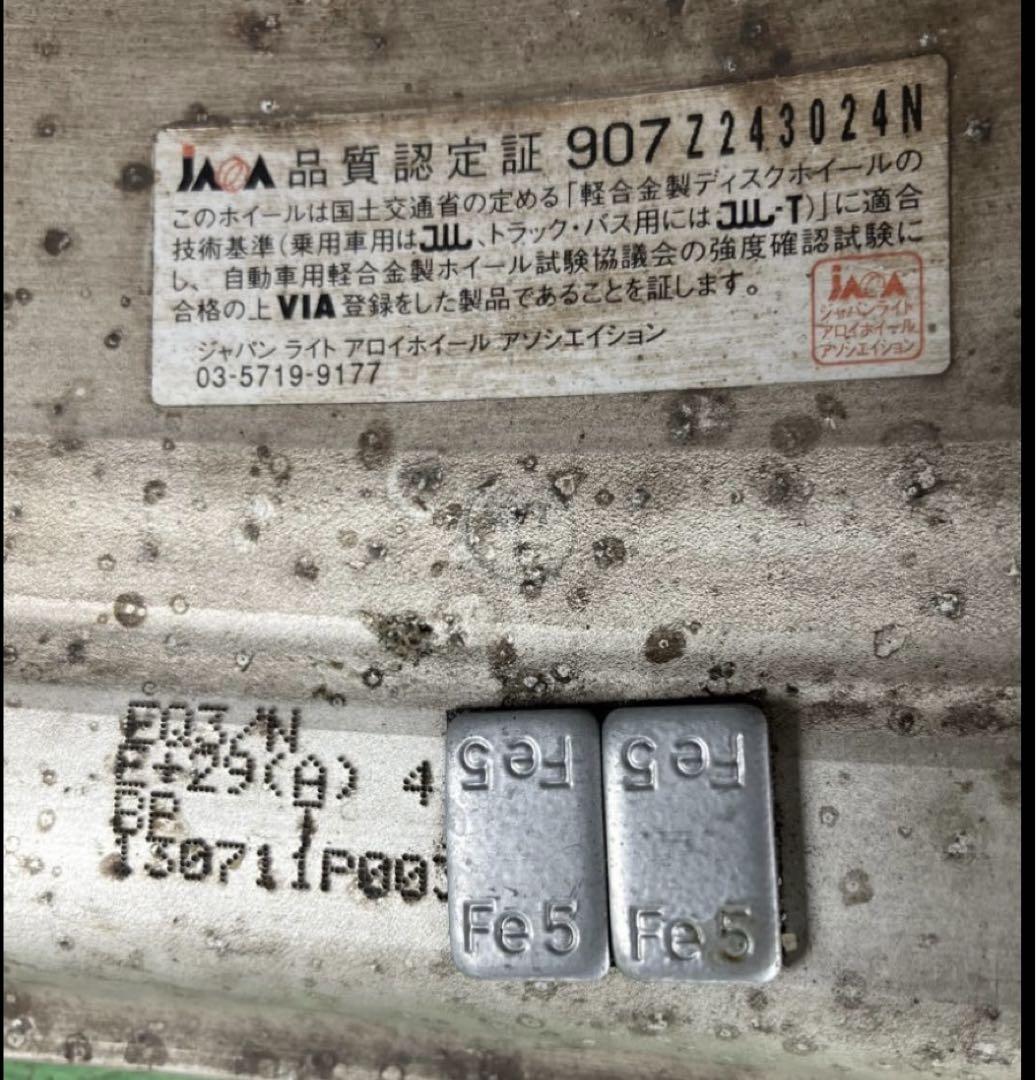 JAWA 品質認定証 907 Z243024N
このホイールは国土交通省の定める「軽合金製ディスクホイールの
技術基準(乗用車用はJWL、トラック・バス用にはJWL-T)」に適合
し、自動車用軽合金製ホイール試験協議会の強度確認試験に
合格の上VIA登録をした製品であることを証します。
JAWA
ジャパンライト
アロイホイール
アソシエイション
ジャパン ライト アロイホイール アソシエイション
03-5719-9177
+29(A) 4
130711P00
Fe5 Fe5
Fe5 Fe5